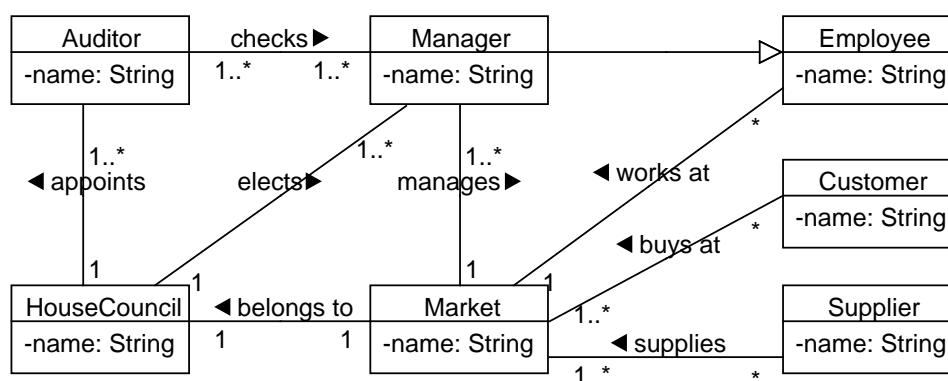 Auditor
-name: String
checks▶
1..*
1..*
Manager
-name: String
Employee
-name: String
*
1..*
◀ appoints
1
1..*
elects▶
1
1..*
manages▶
1
◀ works at
1
Customer
-name: String
*
◀ buys at
1..*
HouseCouncil
-name: String
◀ belongs to
1
1
Market
-name: String
Supplier
-name: String
◀ supplies
1..*
*